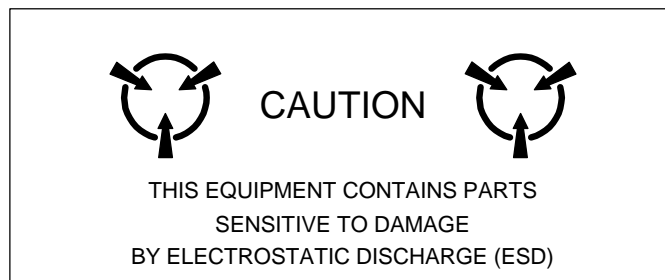 CAUTION
THIS EQUIPMENT CONTAINS PARTS
SENSITIVE TO DAMAGE
BY ELECTROSTATIC DISCHARGE (ESD)